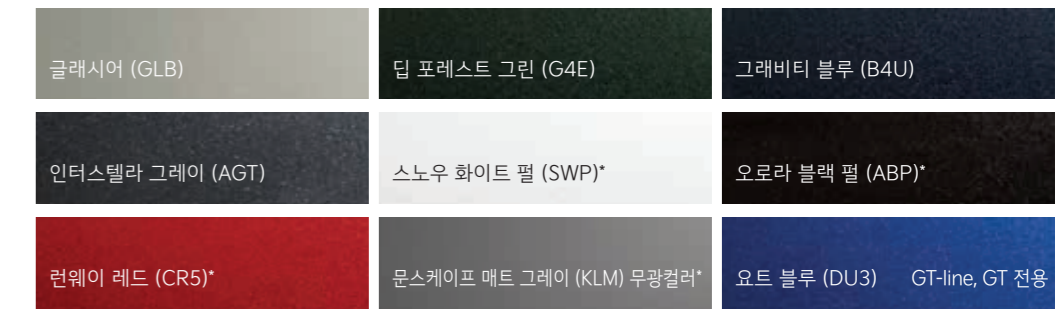 글래시어 (GLB)
딥 포레스트 그린 (G4E)
그래비티 블루 (B4U)
인터스텔라 그레이 (AGT)
스노우 화이트 펄 (SWP)*
오로라 블랙 펄 (ABP)*
런웨이 레드 (CR5)*
문스케이프 매트 그레이 (KLM) 무광컬러*
요트 블루 (DU3) GT-line, GT 전용